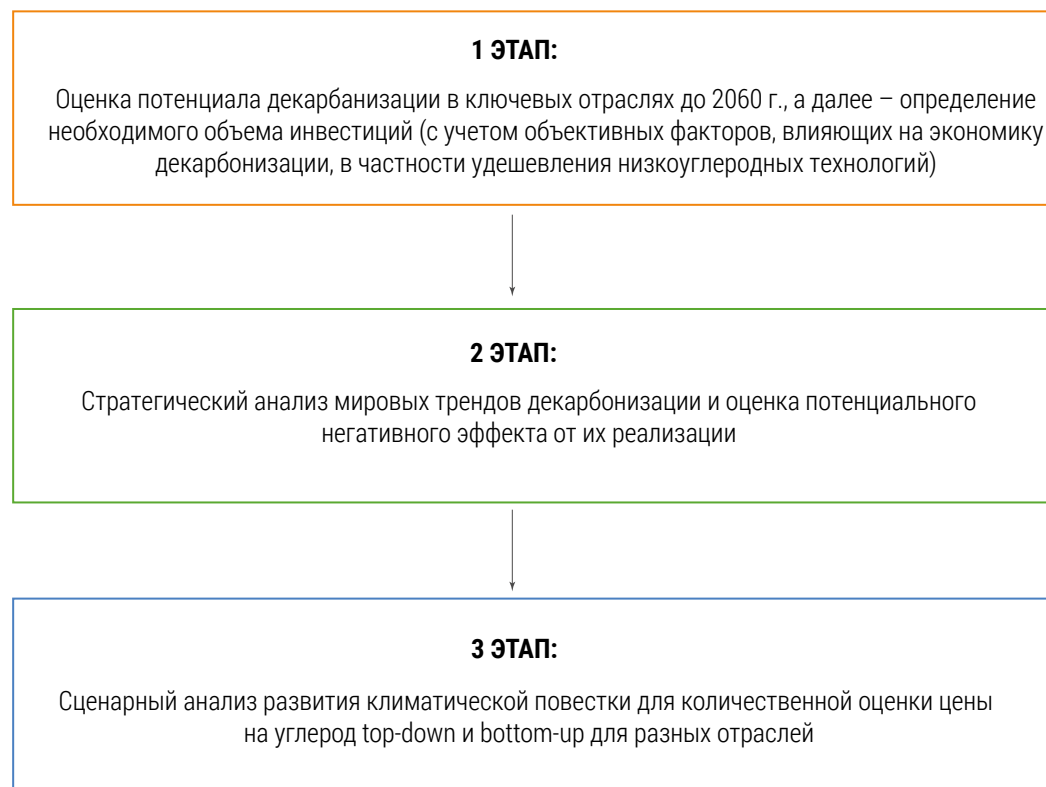 1 ЭТАП:
Оценка потенциала декарбанизации в ключевых отраслях до 2060 г., а далее – определение
необходимого объема инвестиций (с учетом объективных факторов, влияющих на экономику
декарбонизации, в частности удешевления низкоуглеродных технологий)
2 ЭТАП:
Стратегический анализ мировых трендов декарбонизации и оценка потенциального
негативного эффекта от их реализации
3 ЭТАП:
Сценарный анализ развития климатической повестки для количественной оценки цены
на углерод top-down и bottom-up для разных отраслей